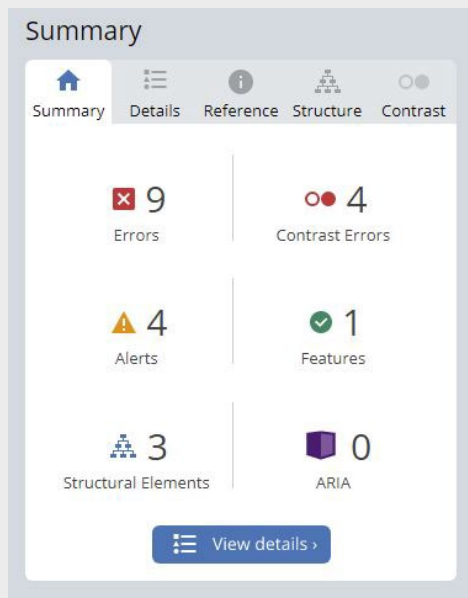 Summary
Summary Details Reference Structure Contrast
9 4
Errors Contrast Errors
4 1
Alerts Features
3 0
Structural Elements ARIA
View details ›